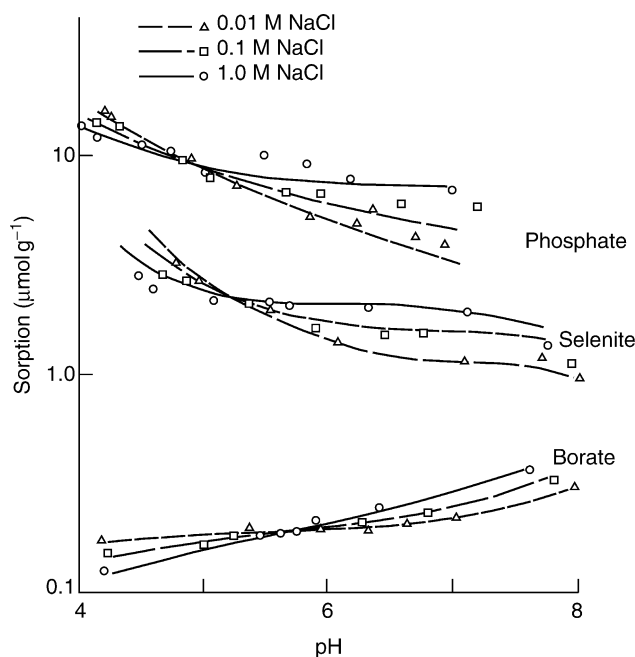 0.01 M NaCl
0.1 M NaCl
1.0 M NaCl
10
Phosphate
Sorption (μmol g⁻¹)
Selenite
1.0
Borate
0.1
4
6
8
pH